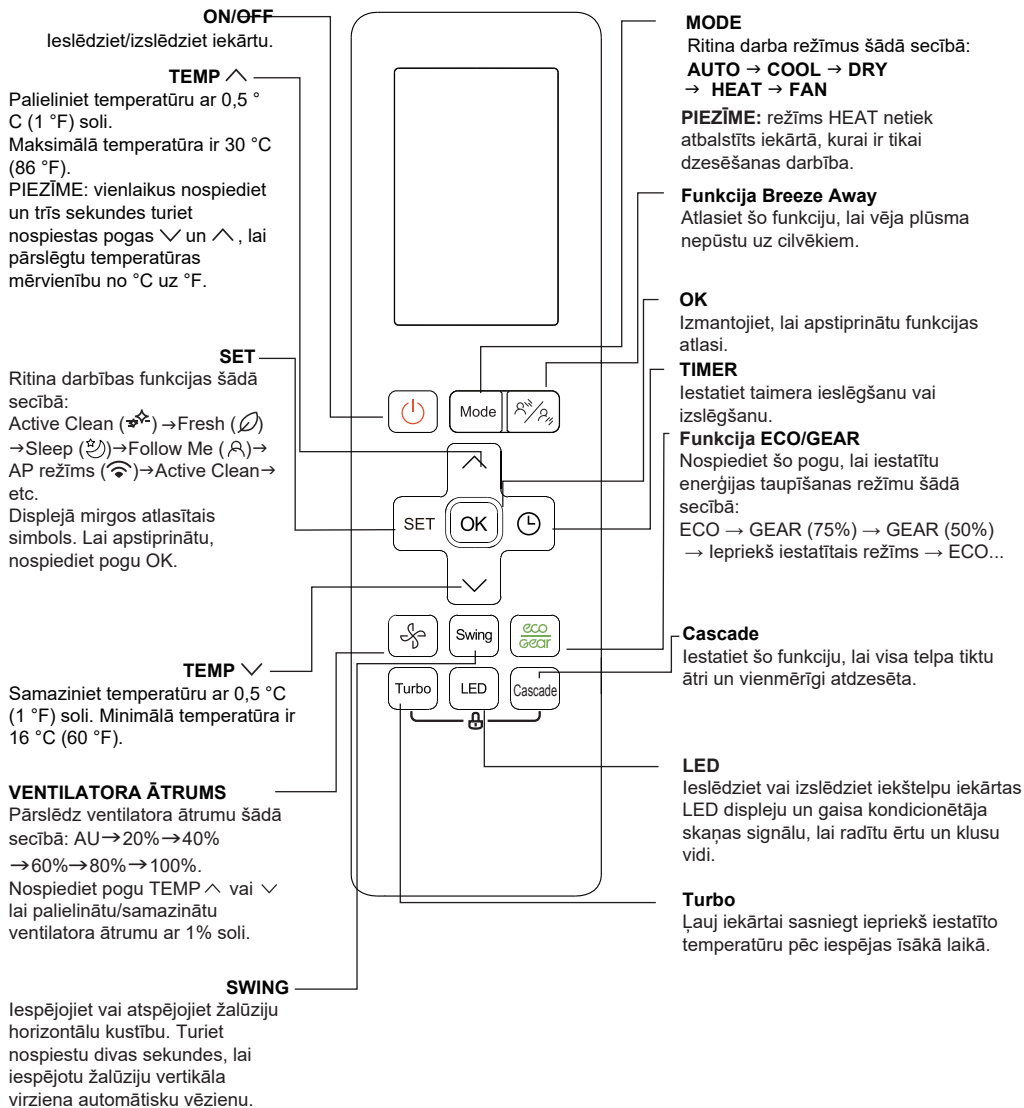 ON/OFF
Ieslēdziet/izslēdziet iekārtu.
TEMP ∧
Palieliniet temperatūru ar 0,5 °
C (1 °F) soli.
Maksimālā temperatūra ir 30 °C
(86 °F).
PIEZĪME: vienlaikus nospiediet
un trīs sekundes turiet
nospiestas pogas ∨ un ∧ , lai
pārslēgtu temperatūras
mērvienību no °C uz °F.
SET
Ritina darbības funkcijas šādā
secībā:
Active Clean ( ) →Fresh ( )
→Sleep ( )→Follow Me ( )→
AP režīms ( )→Active Clean→
etc.
Displejā mirgos atlasītais
simbols. Lai apstiprinātu,
nospiediet pogu OK.
TEMP ∨
Samaziniet temperatūru ar 0,5 °C
(1 °F) soli. Minimālā temperatūra ir
16 °C (60 °F).
VENTILATORA ĀTRUMS
Pārslēdz ventilatora ātrumu šādā
secībā: AU→20%→40%
→60%→80%→100%.
Nospiediet pogu TEMP ∧ vai ∨
lai palielinātu/samazinātu
ventilatora ātrumu ar 1% soli.
SWING
Iespējojiet vai atspējojiet žalūziju
horizontālu kustību. Turiet
nospiestu divas sekundes, lai
iespējotu žalūziju vertikāla
virziena automātisku vēzienu.
Mode
SET
OK
Swing
eco
Gear
Turbo
LED
Cascade
MODE
Ritina darba režīmus šādā secībā:
AUTO → COOL → DRY
→ HEAT → FAN
PIEZĪME: režīms HEAT netiek
atbalstīts iekārtā, kurai ir tikai
dzesēšanas darbība.
Funkcija Breeze Away
Atlasiet šo funkciju, lai vēja plūsma
nepūstu uz cilvēkiem.
OK
Izmantojiet, lai apstiprinātu funkcijas
atlasi.
TIMER
Iestatiet taimera ieslēgšanu vai
izslēgšanu.
Funkcija ECO/GEAR
Nospiediet šo pogu, lai iestatītu
enerģijas taupīšanas režīmu šādā
secībā:
ECO → GEAR (75%) → GEAR (50%)
→ Iepriekš iestatītais režīms → ECO...
Cascade
Iestatiet šo funkciju, lai visa telpa tiktu
ātri un vienmērīgi atdzesēta.
LED
Ieslēdziet vai izslēdziet iekštelpu iekārtas
LED displeju un gaisa kondicionētāja
skaņas signālu, lai radītu ērtu un klusu
vidi.
Turbo
Ļauj iekārtai sasniegt iepriekš iestatīto
temperatūru pēc iespējas īsākā laikā.